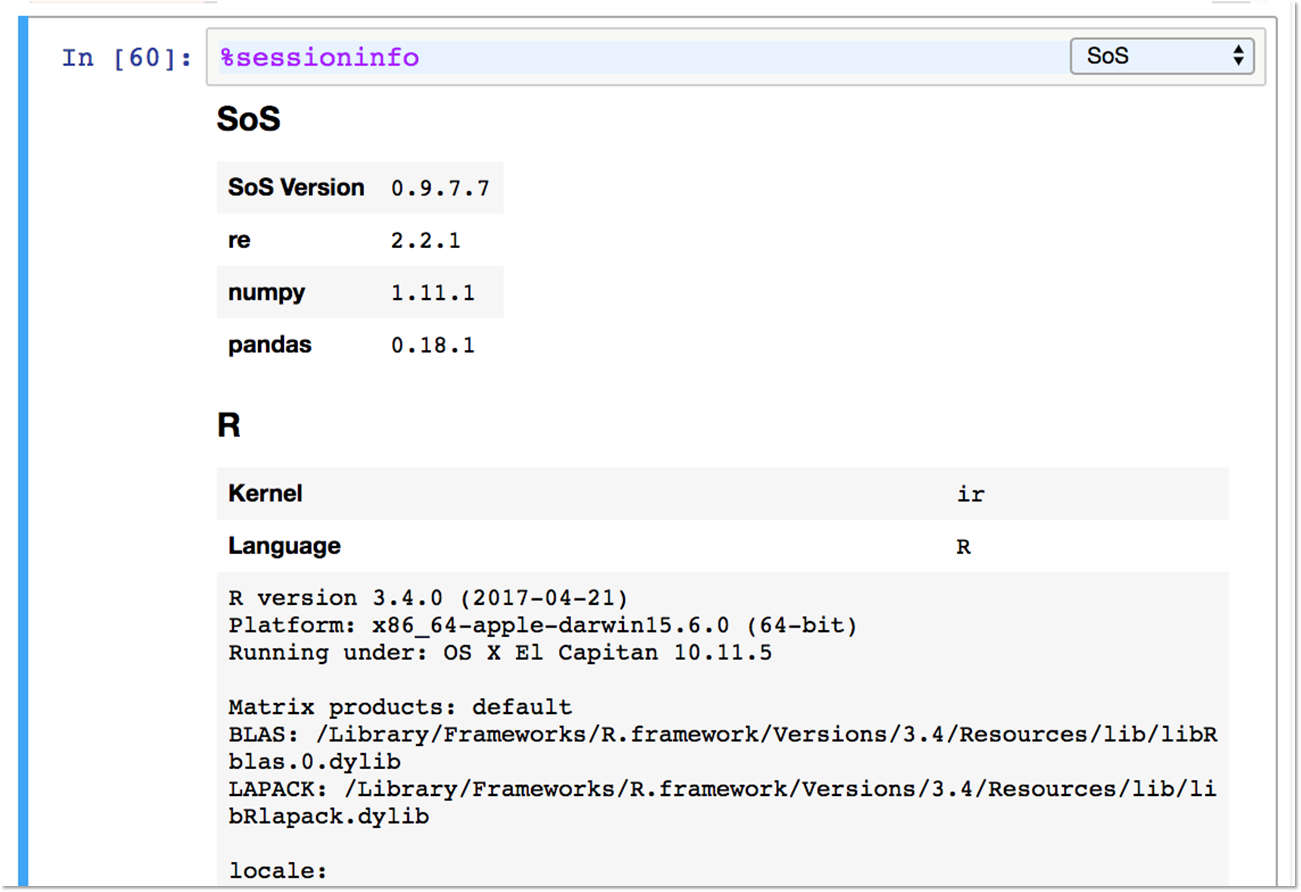 In [60]: %sessioninfo SoS
SoS
SoS Version 0.9.7.7
re 2.2.1
numpy 1.11.1
pandas 0.18.1
R
Kernel ir
Language R
R version 3.4.0 (2017-04-21)
Platform: x86_64-apple-darwin15.6.0 (64-bit)
Running under: OS X El Capitan 10.11.5
Matrix products: default
BLAS: /Library/Frameworks/R.framework/Versions/3.4/Resources/lib/libR
blas.0.dylib
LAPACK: /Library/Frameworks/R.framework/Versions/3.4/Resources/lib/li
bRlapack.dylib
locale: